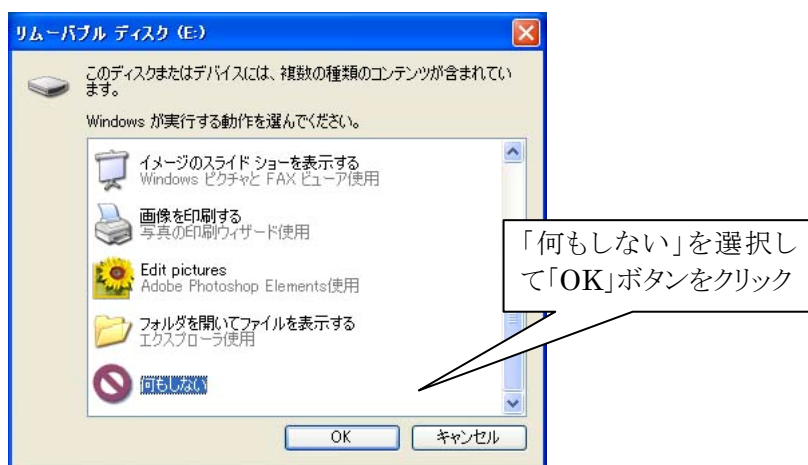 リムーバブル ディスク (E:)
このディスクまたはデバイスには、複数の種類のコンテンツが含まれてい
ます。
Windows が実行する動作を選んでください。
イメージのスライド ショーを表示する
Windows ピクチャと FAX ビューア使用
画像を印刷する
写真の印刷ウィザード使用
Edit pictures
Adobe Photoshop Elements使用
フォルダを開いてファイルを表示する
エクスプローラ使用
何もしない
「何もしない」を選択し
て「OK」ボタンをクリック
OK
キャンセル